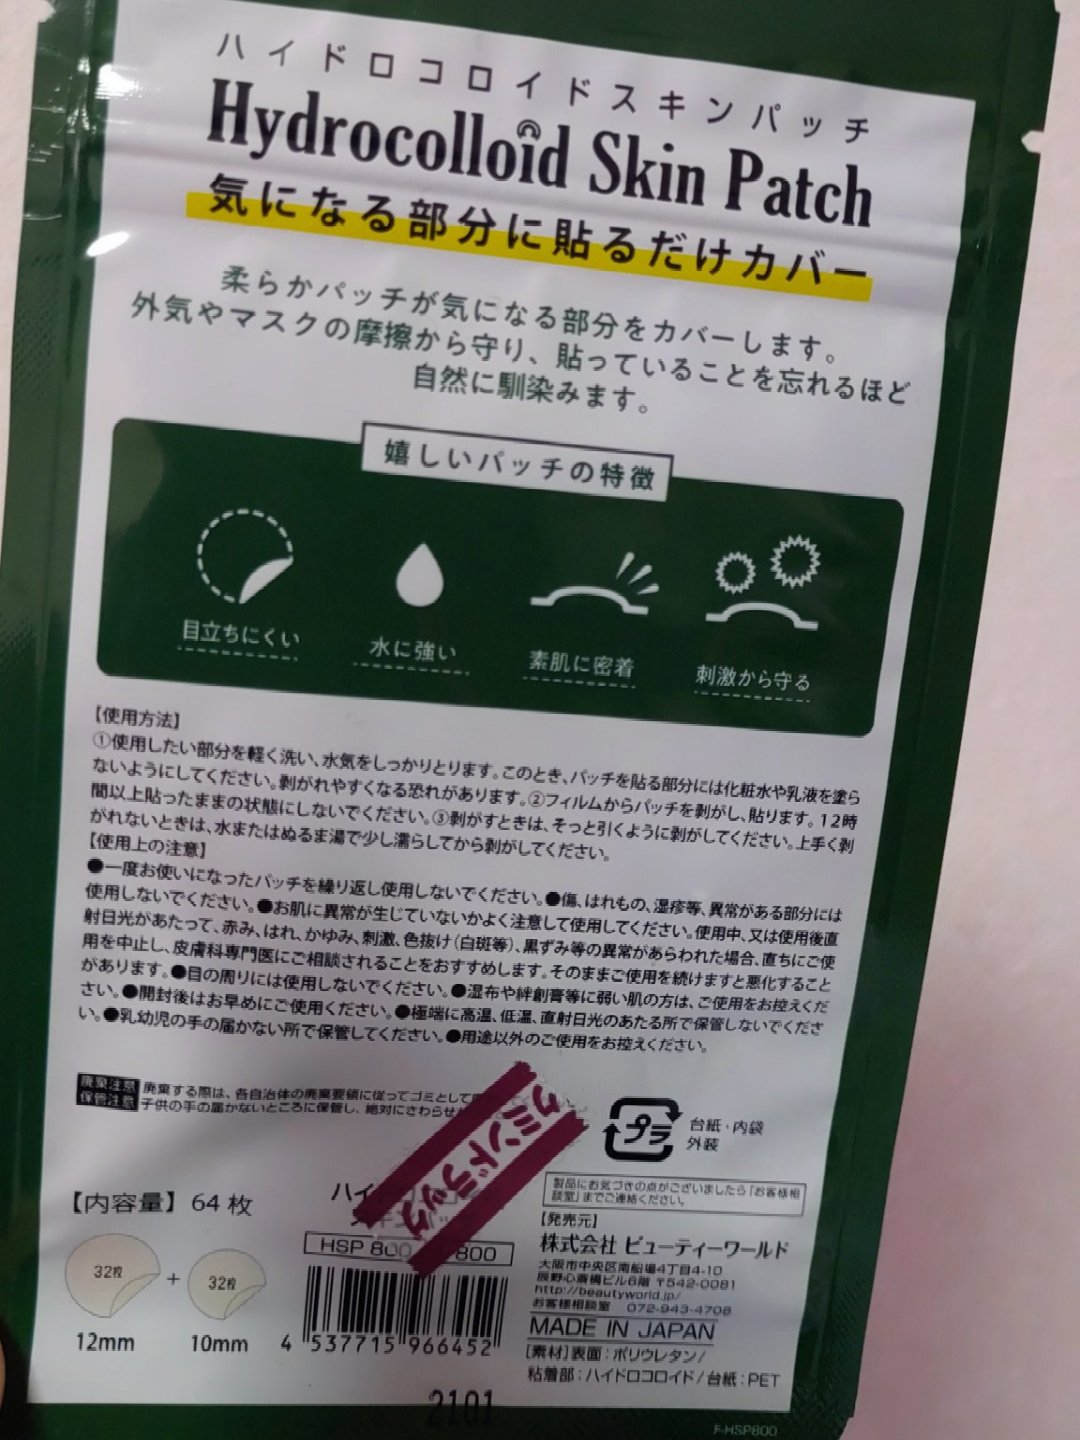 ハイドロコロイドスキンパッチ
Hydrocolloid Skin Patch
気になる部分に貼るだけカバー
柔らかパッチが気になる部分をカバーします。
外気やマスクの摩擦から守り、貼っていることを忘れるほど
自然に馴染みます。
嬉しいパッチの特徴
目立ちにくい
水に強い
素肌に密着
刺激から守る
【使用方法】
①使用したい部分を軽く洗い、水気をしっかりとります。このとき、パッチを貼る部分には化粧水や乳液を塗ら
ないようにしてください。剥がれやすくなる恐れがあります。②フィルムからパッチを剥がし、貼ります。12時
間以上貼ったままの状態にしないでください。③剥がすときは、そっと引くように剥がしてください。上手く剥
がれないときは、水またはぬるま湯で少し濡らしてから剥がしてください。
【使用上の注意】
●一度お使いになったパッチを繰り返し使用しないでください。●傷、はれもの、湿疹等、異常がある部分には
使用しないでください。●お肌に異常が生じていないかよく注意して使用してください。使用中、又は使用後直
射日光があたって、赤み、はれ、かゆみ、刺激、色抜け(白斑等)、黒ずみ等の異常があらわれた場合、直ちにご使
用を中止し、皮膚科専門医にご相談されることをおすすめします。そのままご使用を続けますと悪化すること
があります。●目の周りには使用しないでください。●湿布や絆創膏等に弱い肌の方は、ご使用をお控えくだ
さい。●開封後はお早めにご使用ください。●極端に高温、低温、直射日光のあたる所で保管しないでくださ
い。●乳幼児の手の届かない所で保管してください。●用途以外のご使用をお控えください。
廃棄注意 廃棄する際は、各自治体の廃棄要領に従ってゴミとして
保管注意 子供の手の届かないところに保管し、絶対にさわらせ
クミンドラッグ
プラ
台紙・内袋
外装
【内容量】64枚
32粒
+
32粒
12mm
10mm
ハイ
HSP 800
800
4 537715 966452
製品にお気づきの点がございましたら「お客様相
談室」までご連絡ください。
【発売元】
株式会社 ビューティーワールド
大阪市中央区南船場4丁目4-10
辰野心斎橋ビル6階 〒542-0081
http://beautyworld.jp/
お客様相談室 072-943-4708
MADE IN JAPAN
[素材]表面：ポリウレタン/
粘着部：ハイドロコロイド/台紙：PET
2101
F-HSP800